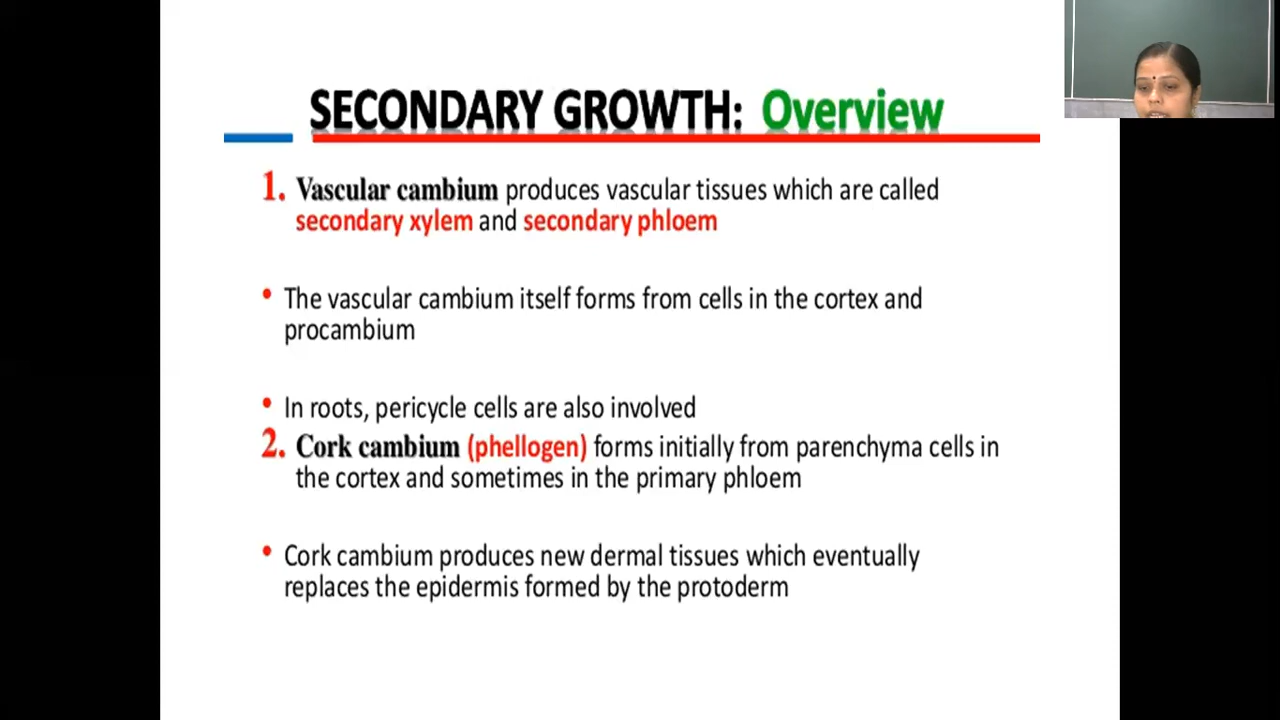 SECONDARY GROWTH: Overview
1. Vascular cambium produces vascular tissues which are called
secondary xylem and secondary phloem
• The vascular cambium itself forms from cells in the cortex and
procambium
• In roots, pericycle cells are also involved
2. Cork cambium (phellogen) forms initially from parenchyma cells in
the cortex and sometimes in the primary phloem
• Cork cambium produces new dermal tissues which eventually
replaces the epidermis formed by the protoderm